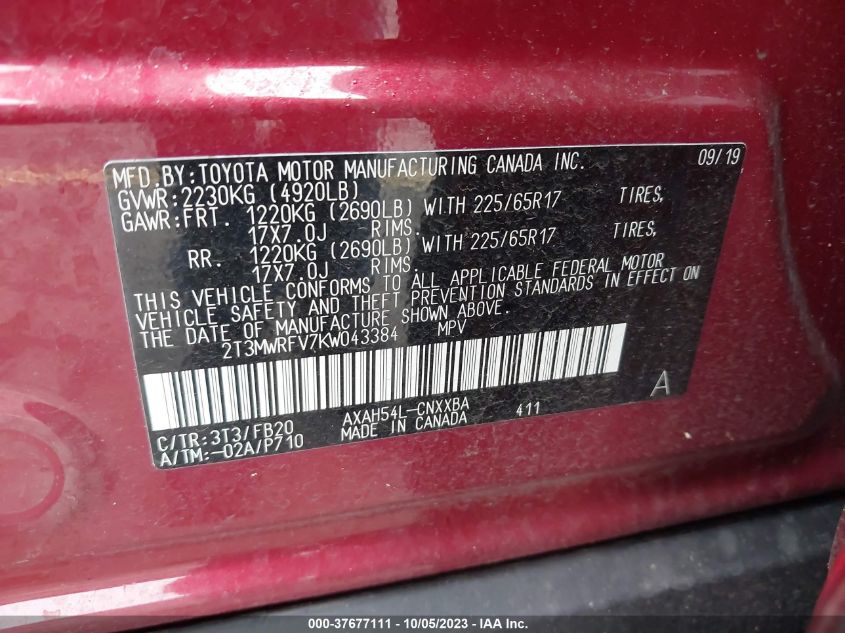 MFD.BY:TOYOTA MOTOR MANUFACTURING CANADA INC. 09/19
GVWR:2230KG (4920LB)
GAWR:FRT. 1220KG (2690LB) WITH 225/65R17 TIRES,
17X7.0J RIMS.
RR. 1220KG (2690LB) WITH 225/65R17 TIRES,
17X7.0J RIMS.
THIS VEHICLE CONFORMS TO ALL APPLICABLE FEDERAL MOTOR
VEHICLE SAFETY AND THEFT PREVENTION STANDARDS IN EFFECT ON
THE DATE OF MANUFACTURE SHOWN ABOVE.
2T3MWRFV7KW043384 MPV
A
C/TR:3T3/FB20 AXAH54L-CNXXBA 411
A/TM:-02A/P710 MADE IN CANADA
000-37677111 - 10/05/2023 - © IAA, Inc.